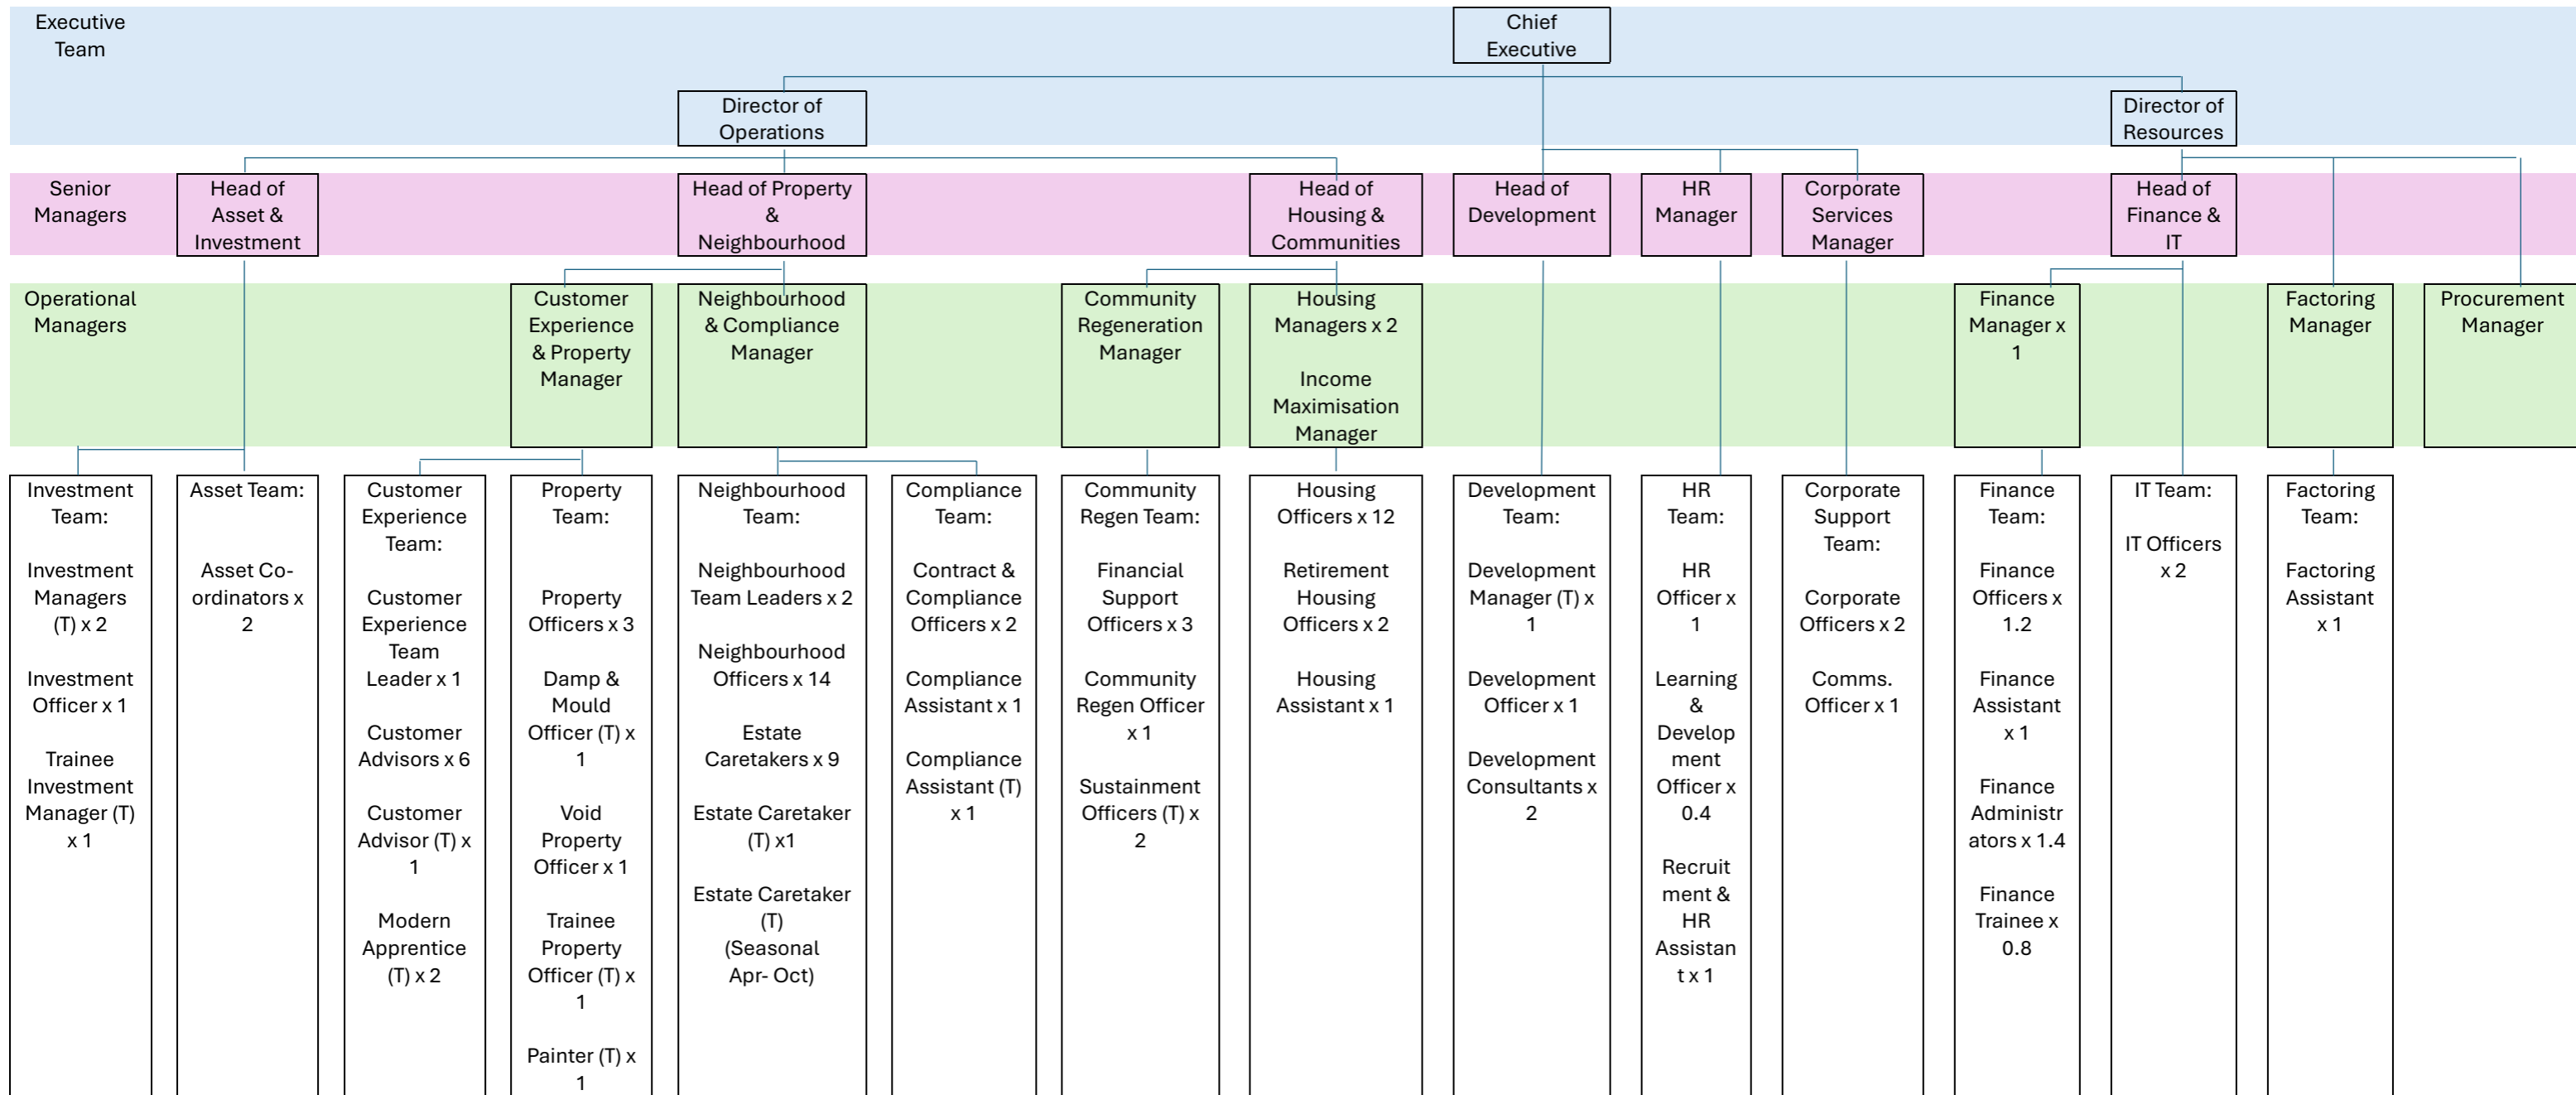 Executive
Team
Chief
Executive
Director of
Operations
Director of
Resources
Senior
Managers
Head of
Asset &
Investment
Head of Property
&
Neighbourhood
Head of
Housing &
Communities
Head of
Development
HR
Manager
Corporate
Services
Manager
Head of
Finance &
IT
Operational
Managers
Customer
Experience
& Property
Manager
Neighbourhood
& Compliance
Manager
Community
Regeneration
Manager
Housing
Managers x 2
Income
Maximisation
Manager
Finance
Manager x
1
Factoring
Manager
Procurement
Manager
Investment
Team:
Investment
Managers
(T) x 2
Investment
Officer x 1
Trainee
Investment
Manager (T)
x 1
Asset Team:
Asset Co-
ordinators x
2
Customer
Experience
Team:
Customer
Experience
Team
Leader x 1
Customer
Advisors x 6
Customer
Advisor (T) x
1
Modern
Apprentice
(T) x 2
Property
Team:
Property
Officers x 3
Damp &
Mould
Officer (T) x
1
Void
Property
Officer x 1
Trainee
Property
Officer (T) x
1
Painter (T) x
1
Neighbourhood
Team:
Neighbourhood
Team Leaders x 2
Neighbourhood
Officers x 14
Estate
Caretakers x 9
Estate Caretaker
(T) x1
Estate Caretaker
(T)
(Seasonal
Apr- Oct)
Compliance
Team:
Contract &
Compliance
Officers x 2
Compliance
Assistant x 1
Compliance
Assistant (T)
x 1
Community
Regen Team:
Financial
Support
Officers x 3
Community
Regen Officer
x 1
Sustainment
Officers (T) x
2
Housing
Officers x 12
Retirement
Housing
Officers x 2
Housing
Assistant x 1
Development
Team:
Development
Manager (T) x
1
Development
Officer x 1
Development
Consultants x
2
HR
Team:
HR
Officer x
1
Learning
&
Develop
ment
Officer x
0.4
Recruit
ment &
HR
Assistan
t x 1
Corporate
Support
Team:
Corporate
Officers x 2
Comms.
Officer x 1
Finance
Team:
Finance
Officers x
1.2
Finance
Assistant
x 1
Finance
Administr
ators x 1.4
Finance
Trainee x
0.8
IT Team:
IT Officers
x 2
Factoring
Team:
Factoring
Assistant
x 1